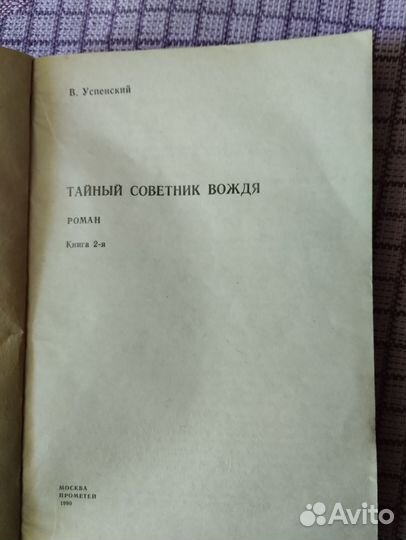 В. Успенский
ТАЙНЫЙ СОВЕТНИК ВОЖДЯ
РОМАН
Книга 2-я
МОСКВА
ПРОМЕТЕЙ
1990
Avito